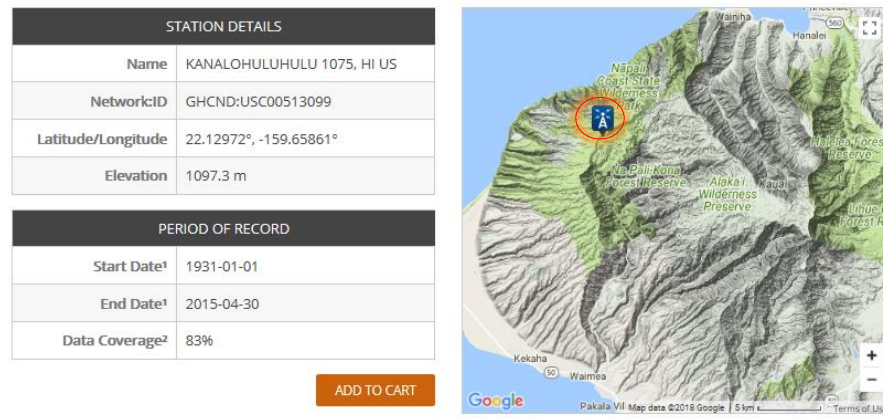 STATION DETAILS
Name KANALOHULUHULU 1075, HI US
Network:ID GHCND:USC00513099
Latitude/Longitude 22.12972°, -159.65861°
Elevation 1097.3 m
PERIOD OF RECORD
Start Date¹ 1931-01-01
End Date¹ 2015-04-30
Data Coverage² 83%
ADD TO CART
Wainiha
560
Hanalei
Nāpali
Coast State
Wilderness
Park
Halelea Forest
Reserve
Na Pali-Kona
Forest Reserve
Alaka'i
Wilderness
Preserve
Kauai
Lihue
Forest R
Kekaha
50
Waimea
+
−
Google
Pakala Vil
Map data ©2018 Google
5 km
Terms of Us